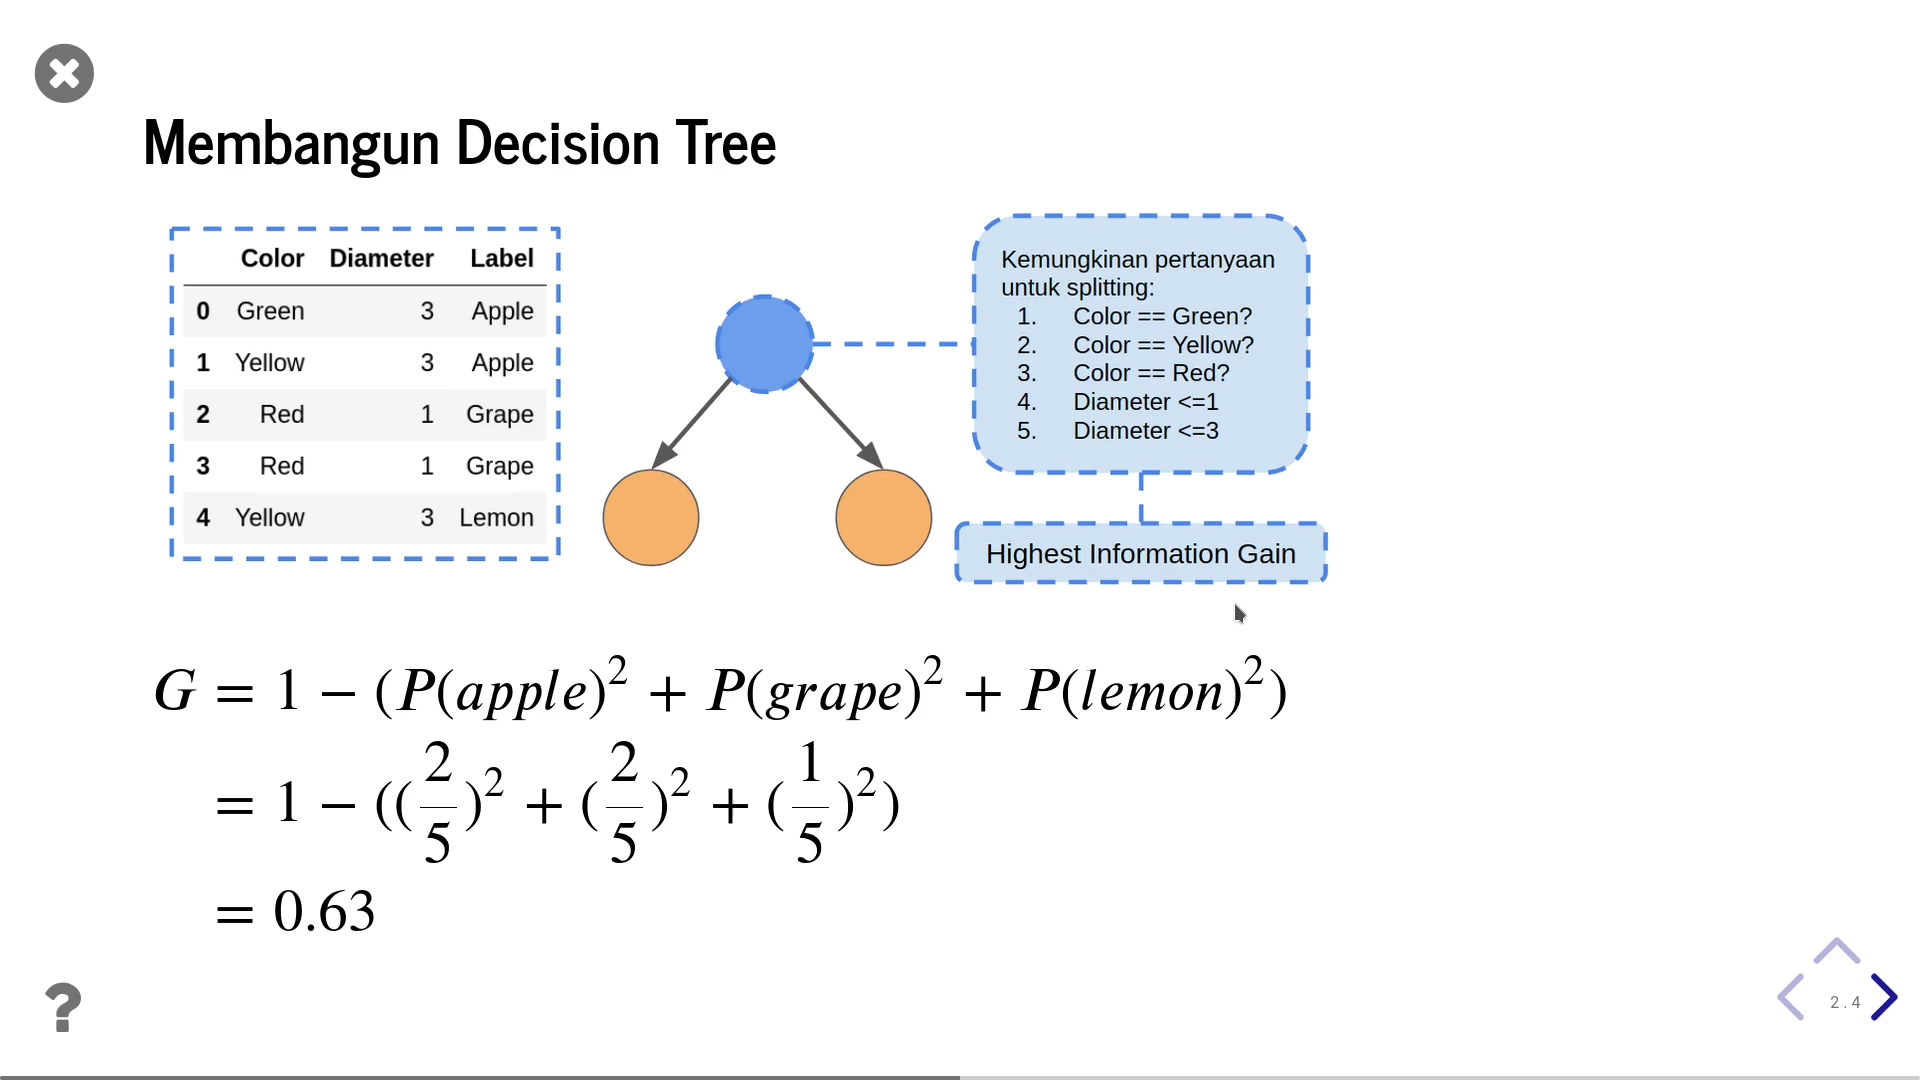 Membangun Decision Tree
Color Diameter Label
0 Green 3 Apple
1 Yellow 3 Apple
2 Red 1 Grape
3 Red 1 Grape
4 Yellow 3 Lemon
Kemungkinan pertanyaan
untuk splitting:
1. Color == Green?
2. Color == Yellow?
3. Color == Red?
4. Diameter <=1
5. Diameter <=3
Highest Information Gain
G = 1 − (P(apple)² + P(grape)² + P(lemon)²)
= 1 − ((2/5)² + (2/5)² + (1/5)²)
= 0.63
?
2.4